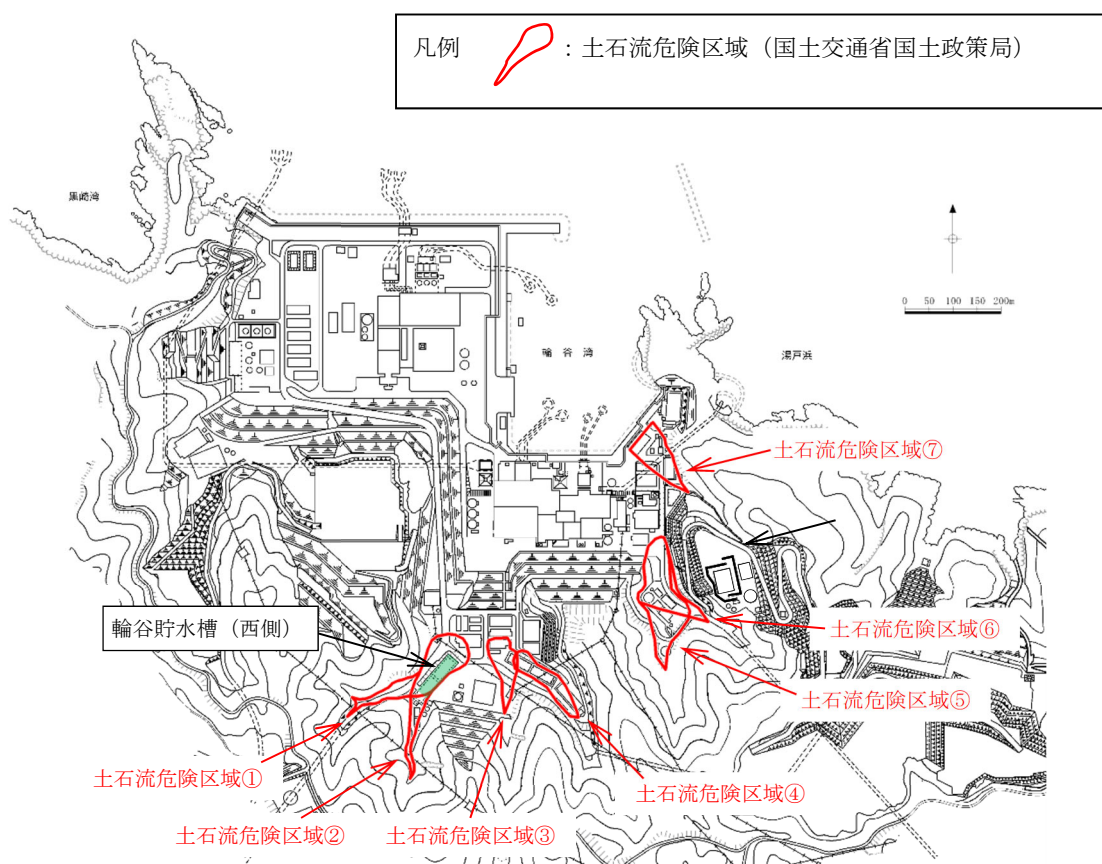 凡例 :土石流危険区域(国土交通省国土政策局)
黒崎湾
0 50 100 150 200m
輪谷湾
湯戸浜
土石流危険区域⑦
輪谷貯水槽(西側)
土石流危険区域⑥
土石流危険区域⑤
土石流危険区域①
土石流危険区域④
土石流危険区域②
土石流危険区域③